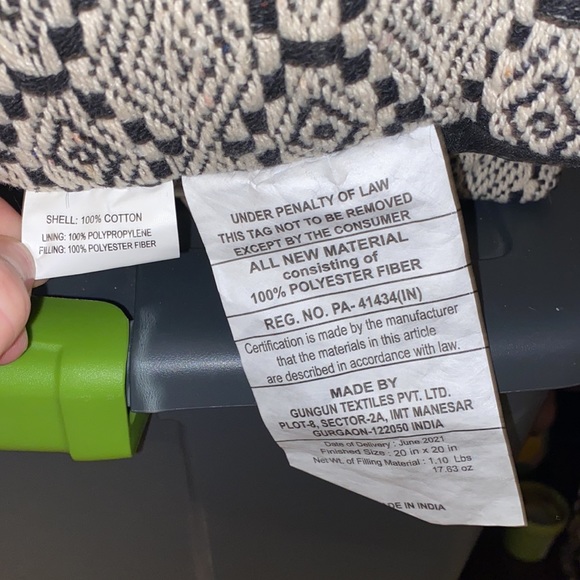 SHELL: 100% COTTON
LINING: 100% POLYPROPYLENE
FILLING: 100% POLYESTER FIBER
UNDER PENALTY OF LAW
THIS TAG NOT TO BE REMOVED
EXCEPT BY THE CONSUMER
ALL NEW MATERIAL
consisting of
100% POLYESTER FIBER
REG. NO. PA- 41434(IN)
Certification is made by the manufacturer
that the materials in this article
are described in accordance with law.
MADE BY
GUNGUN TEXTILES PVT. LTD.
PLOT-8, SECTOR-2A, IMT MANESAR
GURGAON-122050 INDIA
Date of Delivery : June 2021
Finished Size : 20 in x 20 in
Net Wt. of Filling Material : 1.10 Lbs
17.63 oz
DE IN INDIA